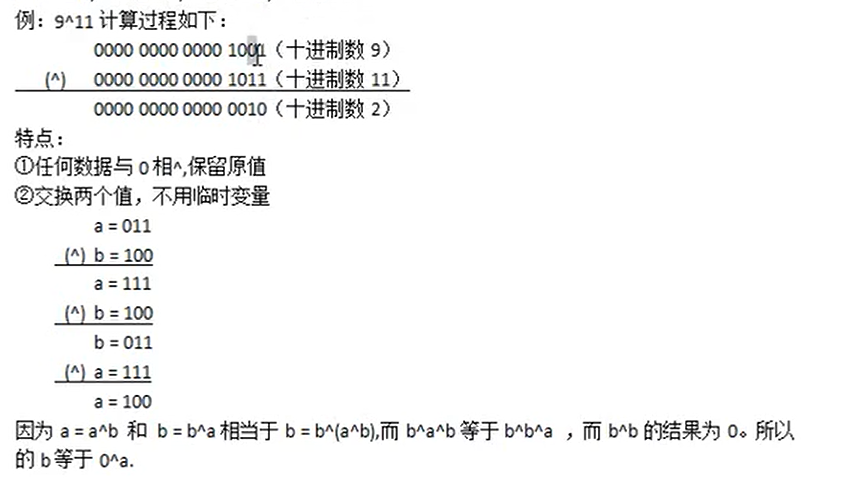 例：9^11 计算过程如下：
0000 0000 0000 1001（十进制数 9）
(^) 0000 0000 0000 1011（十进制数 11）
0000 0000 0000 0010（十进制数 2）
特点：
①任何数据与 0 相^,保留原值
②交换两个值，不用临时变量
a = 011
(^) b = 100
a = 111
(^) b = 100
b = 011
(^) a = 111
a = 100
因为 a = a^b 和 b = b^a 相当于 b = b^(a^b),而 b^a^b 等于 b^b^a ，而 b^b 的结果为 0。所以
的 b 等于 0^a.